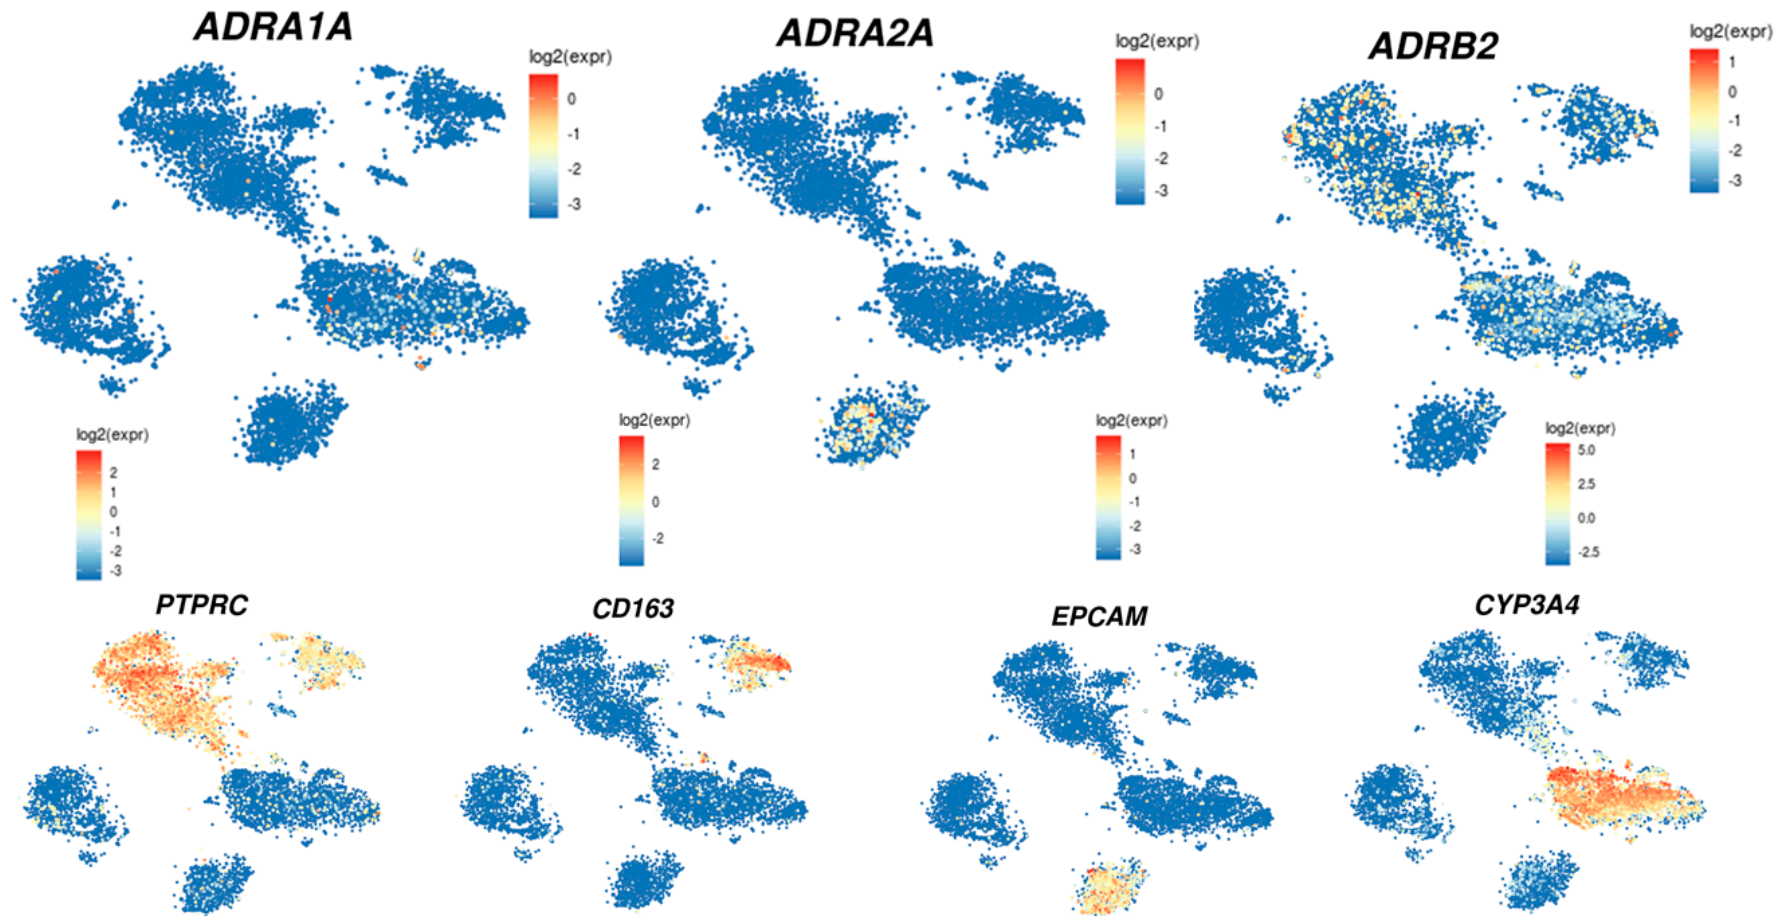 ADRA1A
log2(expr)
0
-1
-2
-3
ADRA2A
log2(expr)
0
-1
-2
-3
ADRB2
log2(expr)
1
0
-1
-2
-3
log2(expr)
2
1
0
-1
-2
-3
log2(expr)
2
0
-2
log2(expr)
1
0
-1
-2
-3
log2(expr)
5.0
2.5
0.0
-2.5
PTPRC
CD163
EPCAM
CYP3A4